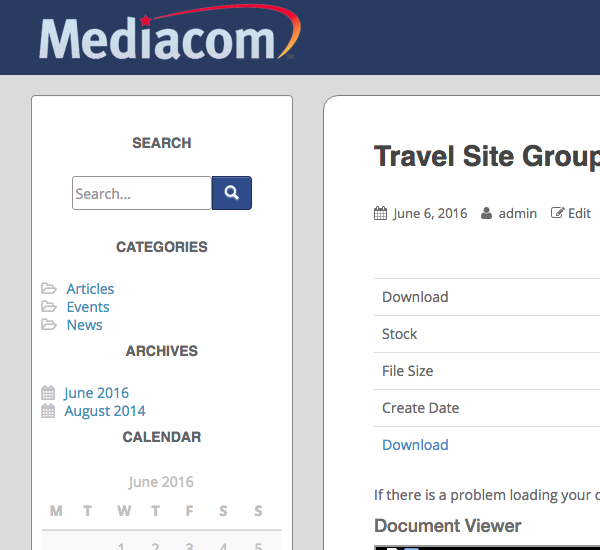 Mediacom
SEARCH
Search...
CATEGORIES
Articles
Events
News
ARCHIVES
June 2016
August 2014
CALENDAR
June 2016
M T W T F S S
1 2 3 4 5
Travel Site Group
June 6, 2016 admin Edit
Download
Stock
File Size
Create Date
Download
If there is a problem loading your
Document Viewer